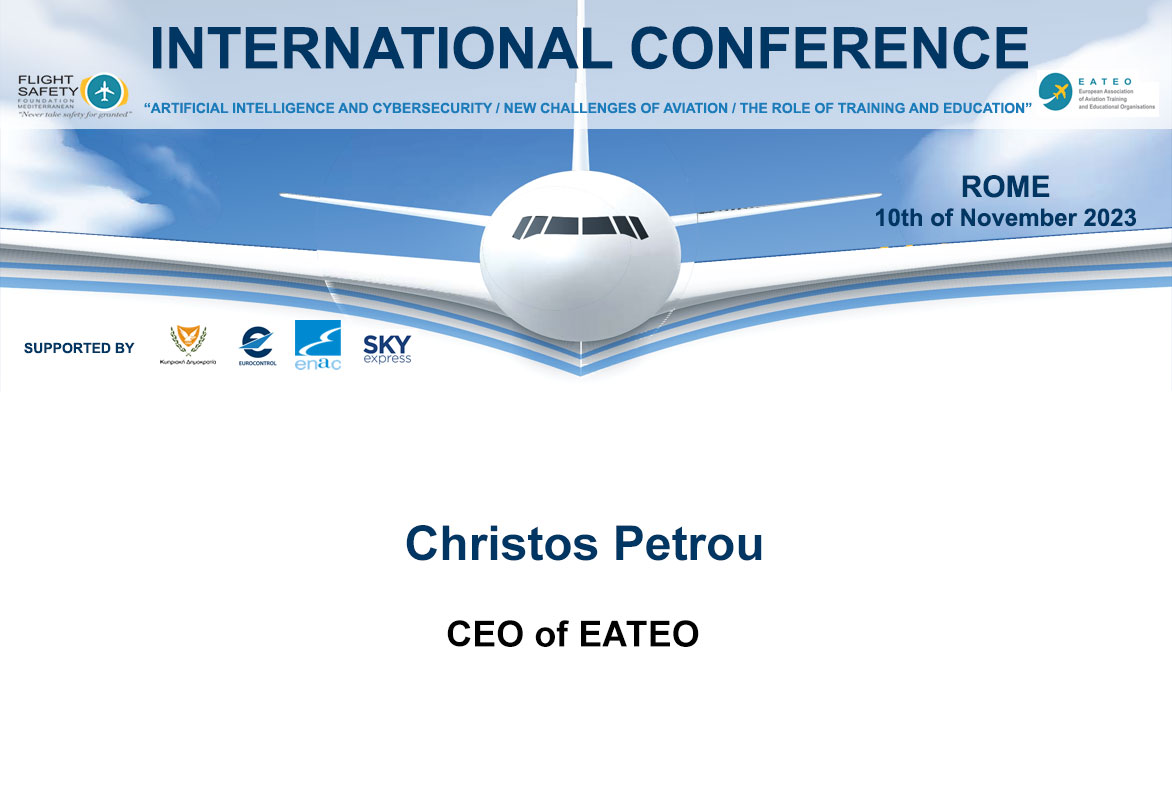 INTERNATIONAL CONFERENCE
FLIGHT
SAFETY
FOUNDATION
MEDITERRANEAN
"Never take safety for granted"
“ARTIFICIAL INTELLIGENCE AND CYBERSECURITY / NEW CHALLENGES OF AVIATION / THE ROLE OF TRAINING AND EDUCATION”
EATEO
European Association
of Aviation Training
and Educational Organisations
ROME
10th of November 2023
SUPPORTED BY
Κυπριακή Δημοκρατία
EUROCONTROL
enac
SKY
express
Christos Petrou
CEO of EATEO